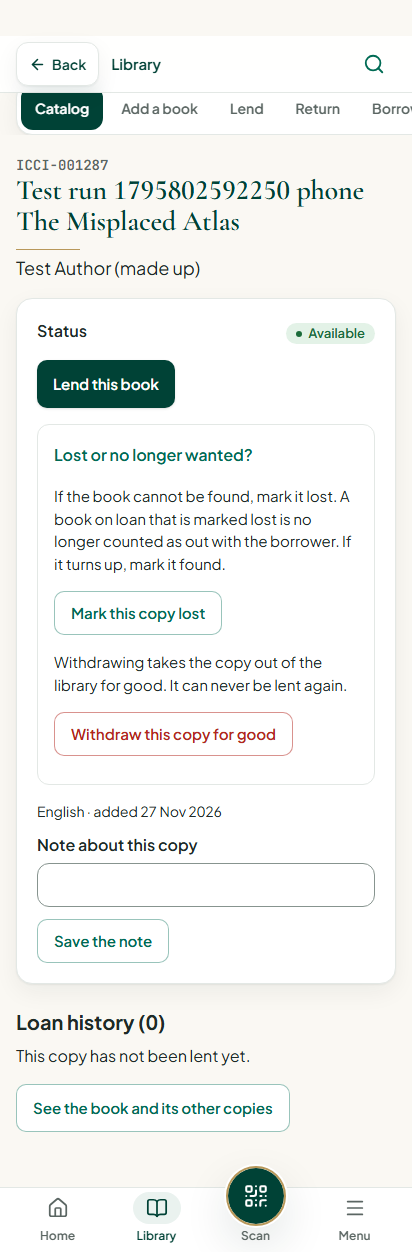 Back
Library
Catalog
Add a book
Lend
Return
ICCI-001287
Test run 1795802592250 phone
The Misplaced Atlas
Test Author (made up)
Status
Available
Lend this book
Lost or no longer wanted?
If the book cannot be found, mark it lost. A
book on loan that is marked lost is no
longer counted as out with the borrower. If
it turns up, mark it found.
Mark this copy lost
Withdrawing takes the copy out of the
library for good. It can never be lent again.
Withdraw this copy for good
English · added 27 Nov 2026
Note about this copy
Save the note
Loan history (0)
This copy has not been lent yet.
See the book and its other copies
Home
Library
Scan
Menu